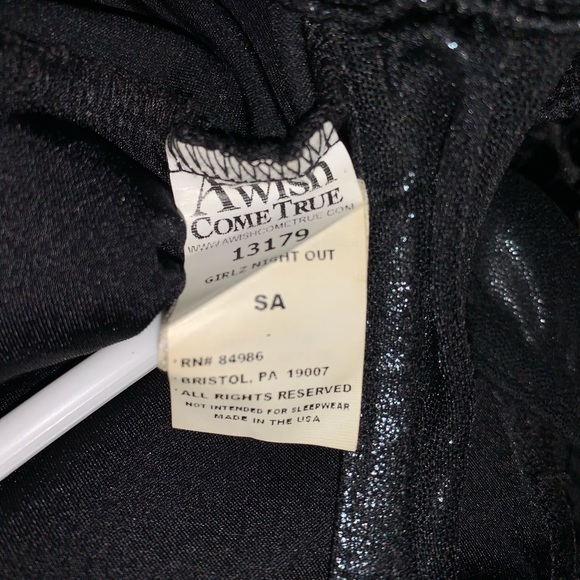 A Wish
COME TRUE
WWW.AWISHCOMETRUE.COM
13179
GIRLZ NIGHT OUT
SA
RN# 84986
BRISTOL, PA 19007
ALL RIGHTS RESERVED
NOT INTENDED FOR SLEEPWEAR
MADE IN THE USA